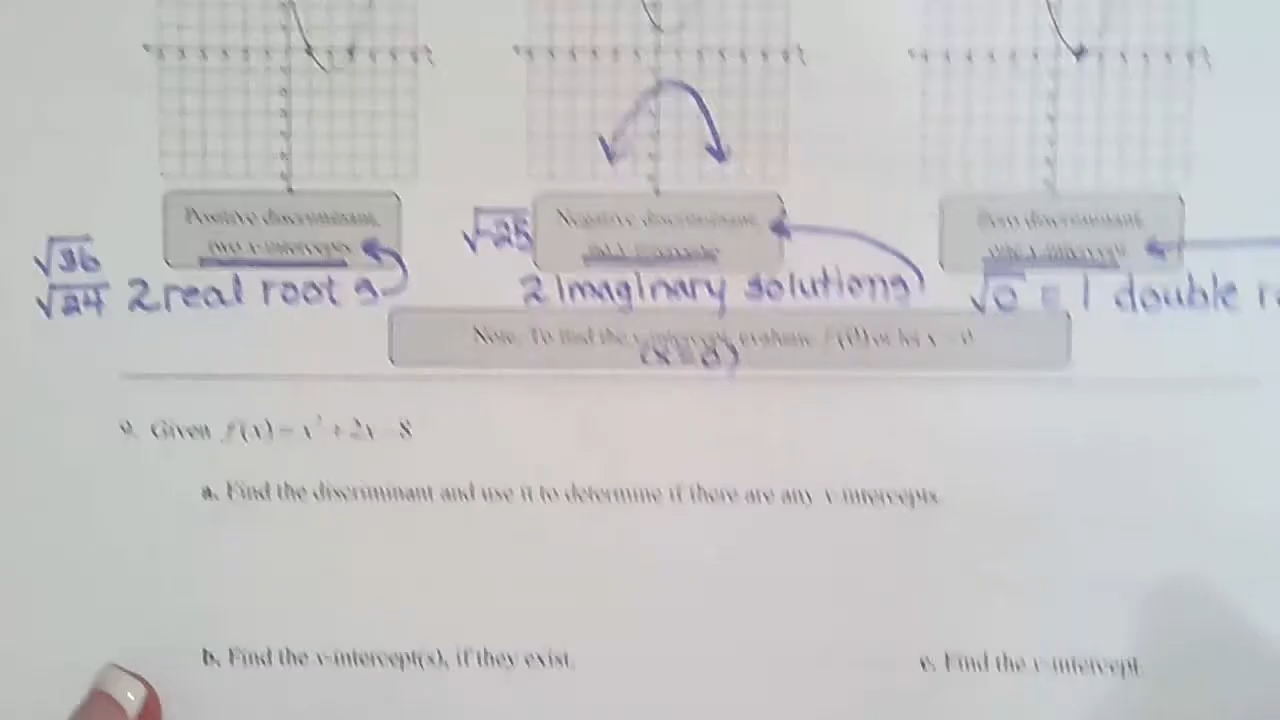 Positive discriminant
two x-intercepts
√36
√24 2 real roots
√-25
Negative discriminant
2 Imaginary solutions
Zero discriminant
one x-intercept
√0 = 1 double
Note: To find the y-intercept, evaluate f(0) or let x = 0
(x=0)
9. Given f(x) = x² + 2x - 8
a. Find the discriminant and use it to determine if there are any x-intercepts.
b. Find the x-intercept(s), if they exist.
c. Find the y-intercept.